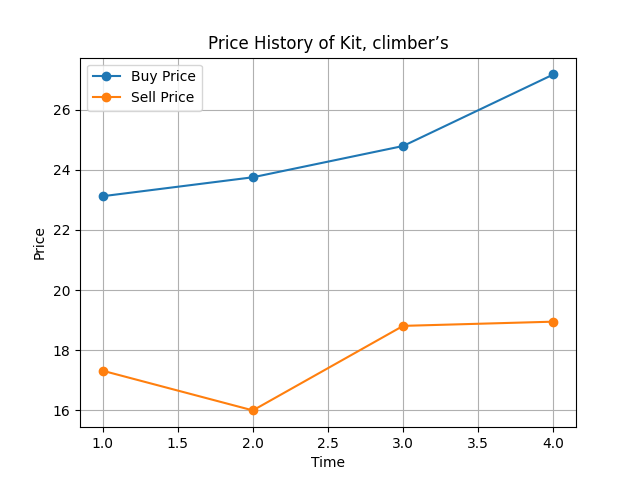 Price History of Kit, climber’s
Buy Price
Sell Price
26
24
22
20
18
16
Price
1.0 1.5 2.0 2.5 3.0 3.5 4.0
Time